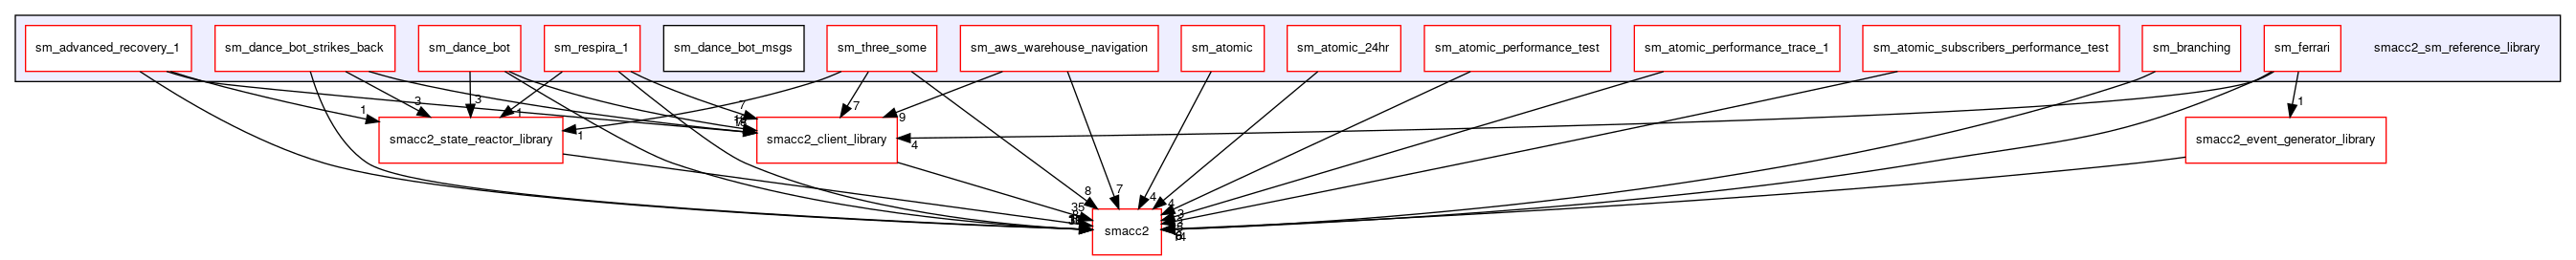 sm_advanced_recovery_1
sm_dance_bot_strikes_back
sm_dance_bot
sm_respira_1
sm_dance_bot_msgs
sm_three_some
sm_aws_warehouse_navigation
sm_atomic
sm_atomic_24hr
sm_atomic_performance_test
sm_atomic_performance_trace_1
sm_atomic_subscribers_performance_test
sm_branching
sm_ferrari
smacc2_sm_reference_library
1
3
3
1
7
7
9
1
smacc2_state_reactor_library
1
smacc2_client_library
4
smacc2_event_generator_library
8
7
4
4
35
3
smacc2